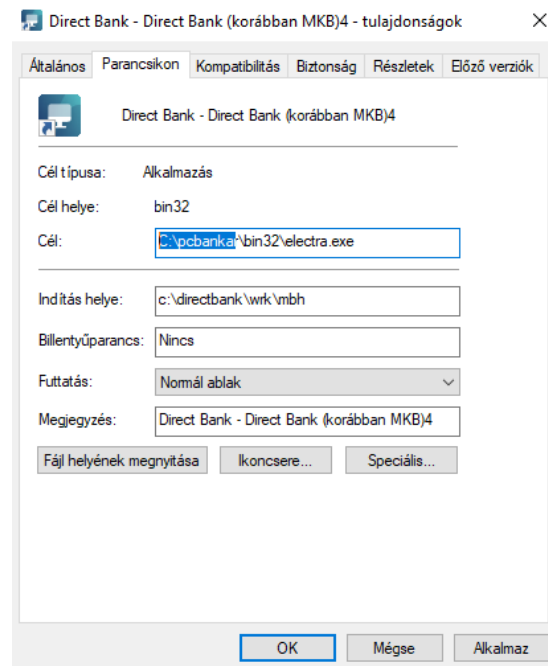 Direct Bank - Direct Bank (korábban MKB)4 - tulajdonságok
Általános Parancsikon Kompatibilitás Biztonság Részletek Előző verziók
Direct Bank - Direct Bank (korábban MKB)4
Cél típusa: Alkalmazás
Cél helye: bin32
Cél: C:\pcbankar\bin32\electra.exe
Indítás helye: c:\directbank\wrk\mbh
Billentyűparancs: Nincs
Futtatás: Normál ablak
Megjegyzés: Direct Bank - Direct Bank (korábban MKB)4
Fájl helyének megnyitása Ikoncsere... Speciális...
OK Mégse Alkalmaz